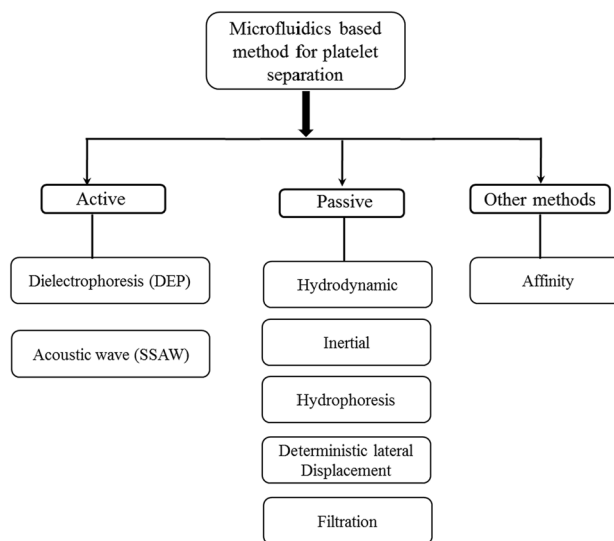 Microfluidics based
method for platelet
separation
Active
Passive
Other methods
Dielectrophoresis (DEP)
Hydrodynamic
Affinity
Acoustic wave (SSAW)
Inertial
Hydrophoresis
Deterministic lateral
Displacement
Filtration